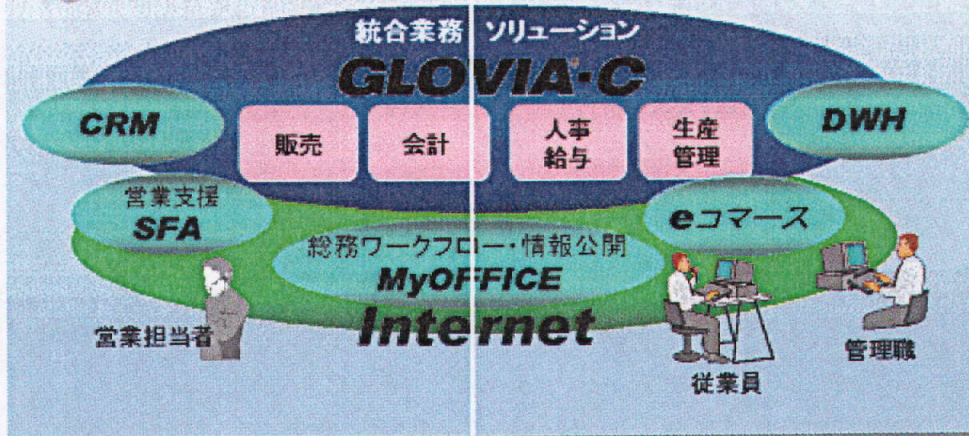 統合業務 ソリューション
GLOVIA・C
CRM
販売
会計
人事
給与
生産
管理
DWH
営業支援
SFA
総務ワークフロー・情報公開
MyOFFICE
eコマース
Internet
営業担当者
従業員
管理職